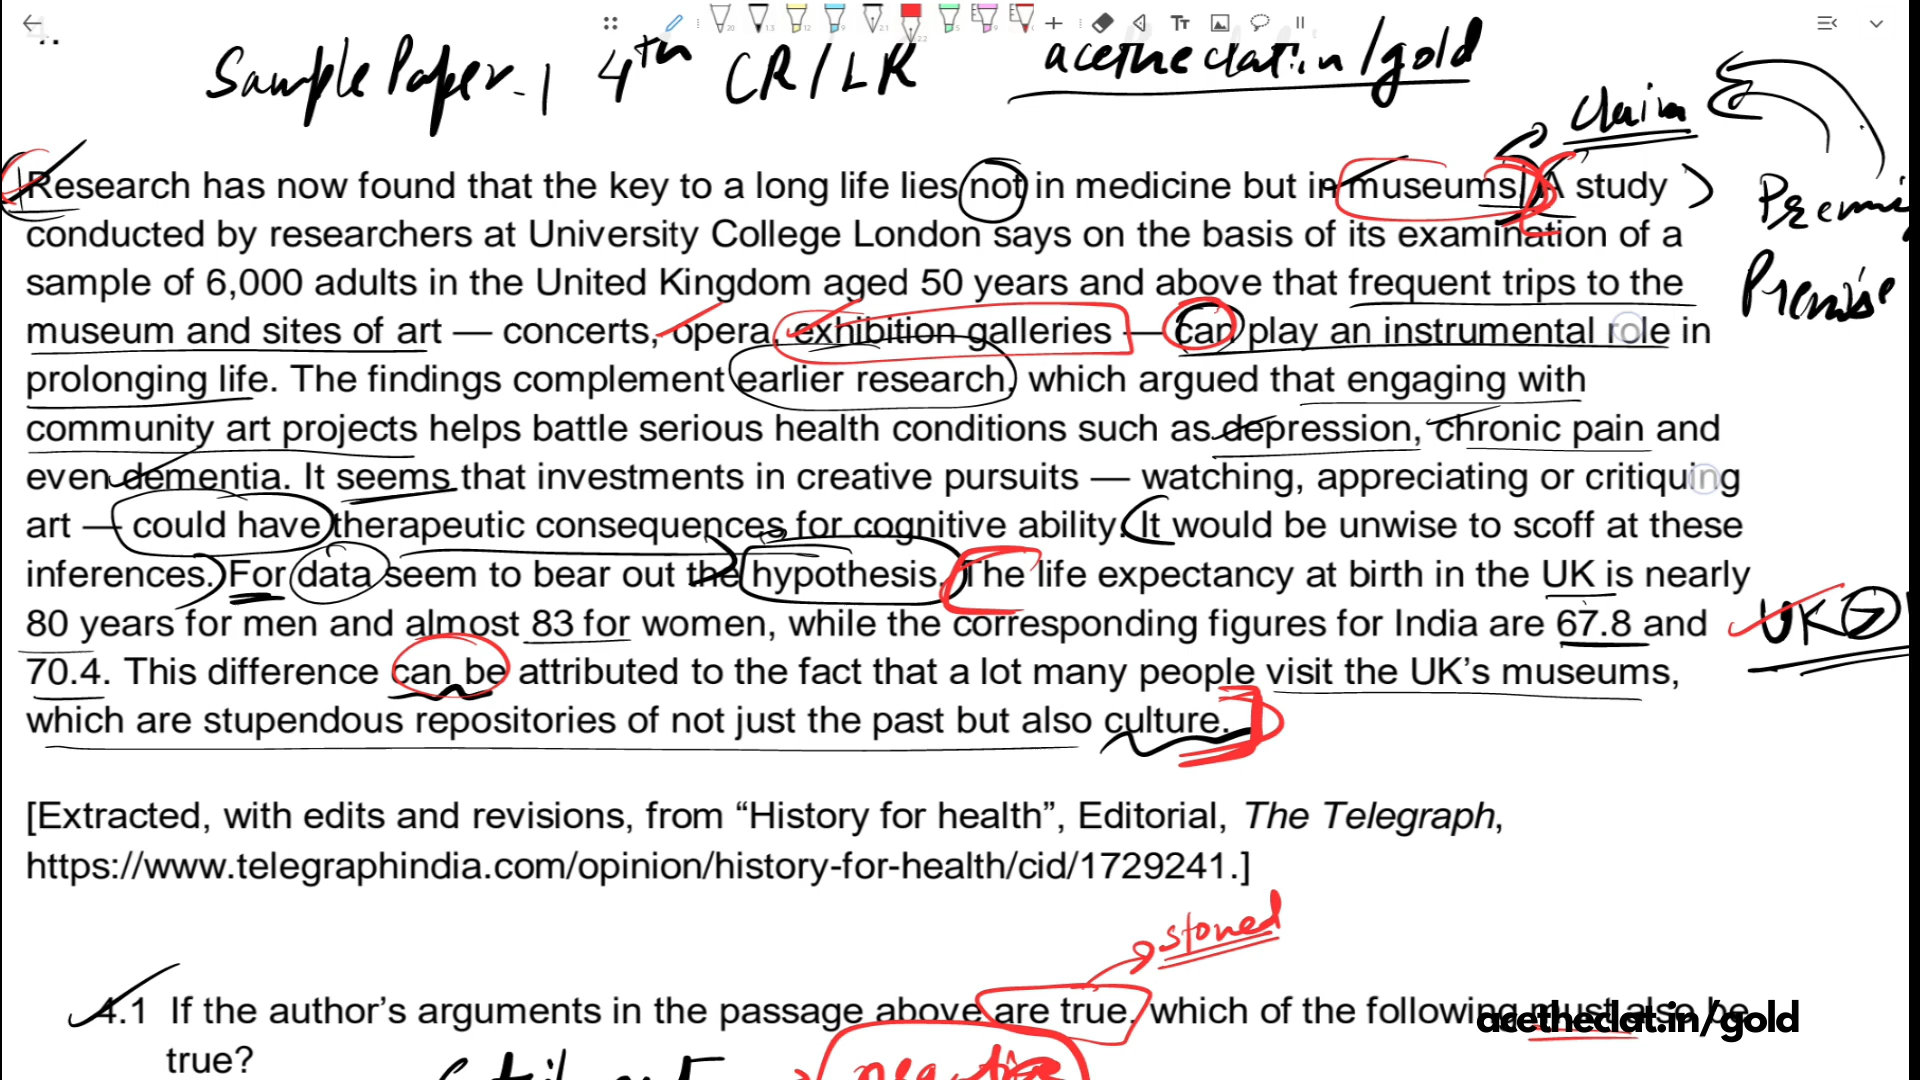 Sample Paper-1 4th CR/LR acetheclat.in/gold
Claim
Research has now found that the key to a long life lies not in medicine but in museums. A study
conducted by researchers at University College London says on the basis of its examination of a
sample of 6,000 adults in the United Kingdom aged 50 years and above that frequent trips to the
museum and sites of art — concerts, opera, exhibition galleries — can play an instrumental role in
prolonging life. The findings complement earlier research, which argued that engaging with
community art projects helps battle serious health conditions such as depression, chronic pain and
even dementia. It seems that investments in creative pursuits — watching, appreciating or critiquing
art — could have therapeutic consequences for cognitive ability. It would be unwise to scoff at these
inferences. For data seem to bear out the hypothesis. The life expectancy at birth in the UK is nearly
80 years for men and almost 83 for women, while the corresponding figures for India are 67.8 and
70.4. This difference can be attributed to the fact that a lot many people visit the UK’s museums,
which are stupendous repositories of not just the past but also culture.
Premis
Premise
UK
[Extracted, with edits and revisions, from “History for health”, Editorial, The Telegraph,
https://www.telegraphindia.com/opinion/history-for-health/cid/1729241.]
stoned
4.1 If the author’s arguments in the passage above are true, which of the following must also be
true?
acetheclat.in/gold